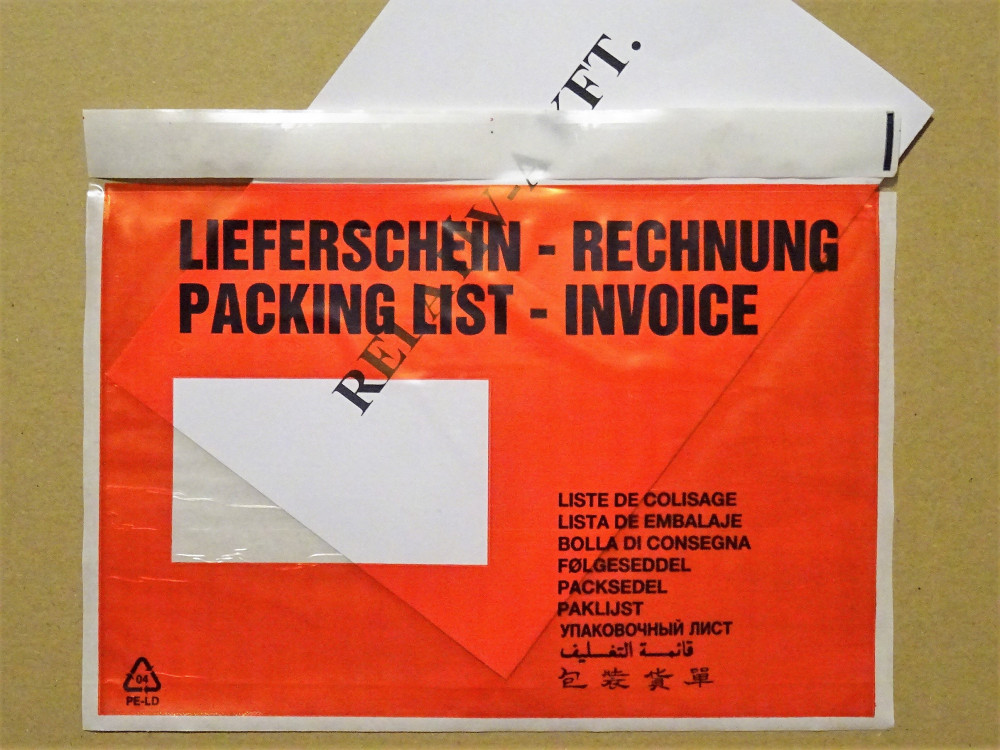 KFT.
LIEFERSCHEIN - RECHNUNG
PACKING LIST - INVOICE
LISTE DE COLISAGE
LISTA DE EMBALAJE
BOLLA DI CONSEGNA
FØLGESEDDEL
PACKSEDEL
PAKLIJST
УПАКОВОЧНЫЙ ЛИСТ
قائمة التغليف
包裝貨單
04
PE-LD